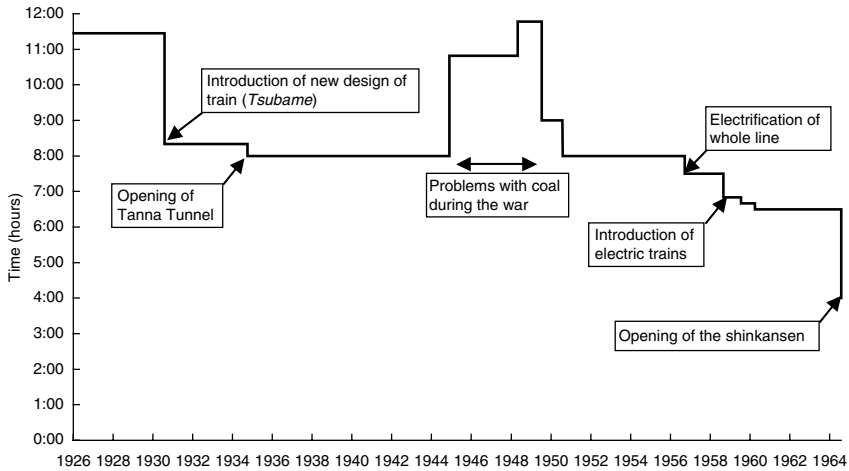 12:00
11:00
10:00
9:00
8:00
7:00
6:00
5:00
4:00
3:00
2:00
1:00
0:00
Time (hours)
Introduction of new design of
train (Tsubame)
Opening of
Tanna Tunnel
Problems with coal
during the war
Electrification of
whole line
Introduction of
electric trains
Opening of the shinkansen
1926 1928 1930 1932 1934 1936 1938 1940 1942 1944 1946 1948 1950 1952 1954 1956 1958 1960 1962 1964